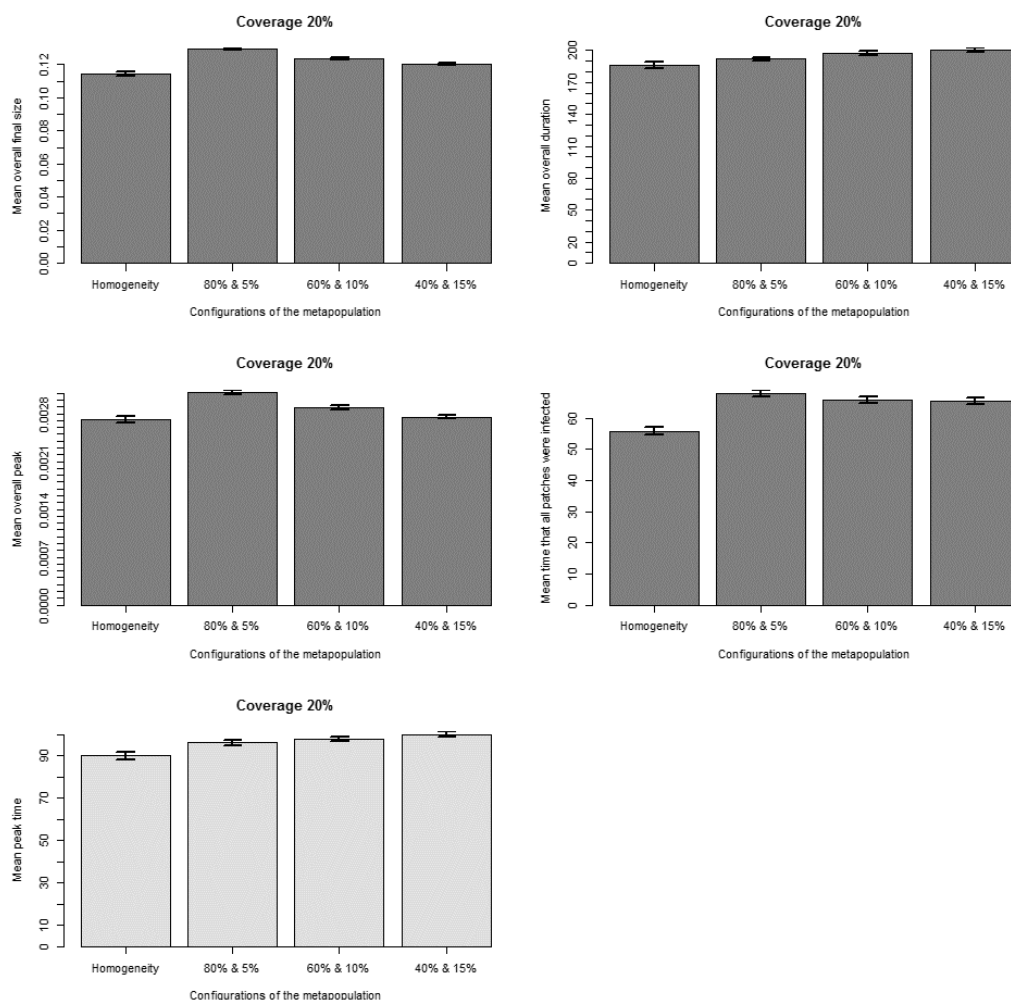 Coverage 20%
Mean overall final size
0.00 0.02 0.04 0.06 0.08 0.10 0.12
Homogeneity 80% & 5% 60% & 10% 40% & 15%
Configurations of the metapopulation
Coverage 20%
Mean overall duration
0 20 50 80 110 140 170 200
Homogeneity 80% & 5% 60% & 10% 40% & 15%
Configurations of the metapopulation
Coverage 20%
Mean overall peak
0.0000 0.0007 0.0014 0.0021 0.0028
Homogeneity 80% & 5% 60% & 10% 40% & 15%
Configurations of the metapopulation
Coverage 20%
Mean time that all patches were infected
0 10 20 30 40 50 60
Homogeneity 80% & 5% 60% & 10% 40% & 15%
Configurations of the metapopulation
Coverage 20%
Mean peak time
0 10 30 50 70 90
Homogeneity 80% & 5% 60% & 10% 40% & 15%
Configurations of the metapopulation